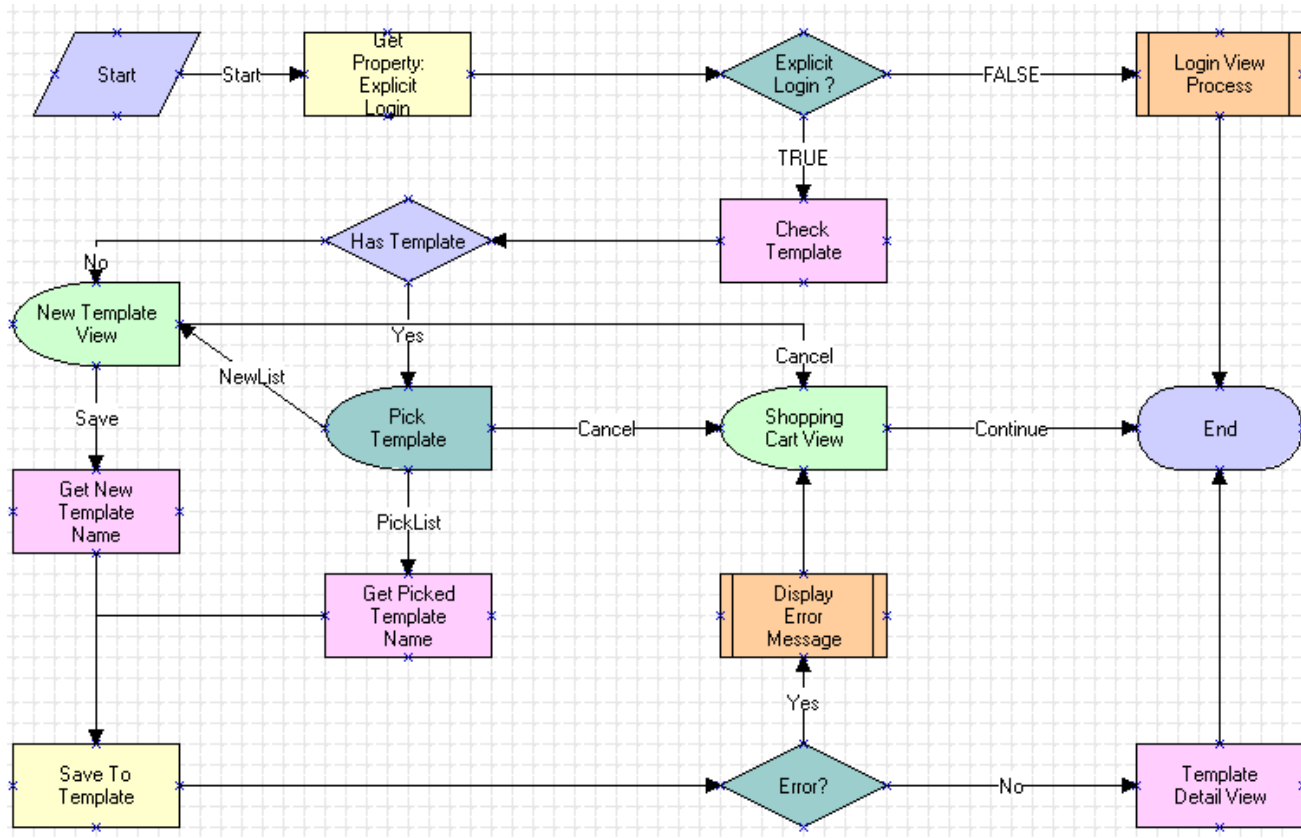 Start
Start
Get
Property:
Explicit
Login
Explicit
Login ?
FALSE
Login View
Process
TRUE
Has Template
Check
Template
No
New Template
View
Yes
NewList
Cancel
Pick
Template
Cancel
Shopping
Cart View
Continue
End
Save
Get New
Template
Name
PickList
Get Picked
Template
Name
Display
Error
Message
Yes
Save To
Template
Error?
No
Template
Detail View